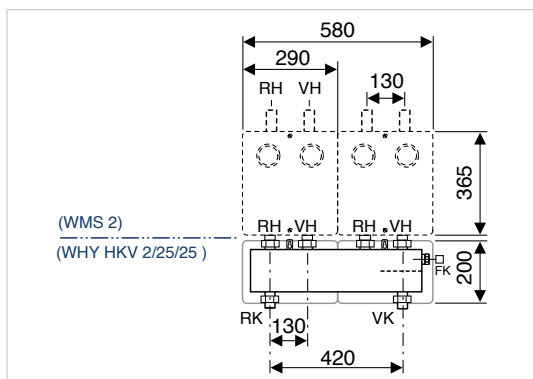 580
290
130
RH VH
365
(WMS 2)
RH VH RH VH
(WHY HKV 2/25/25 )
200
FK
RK VK
130
420